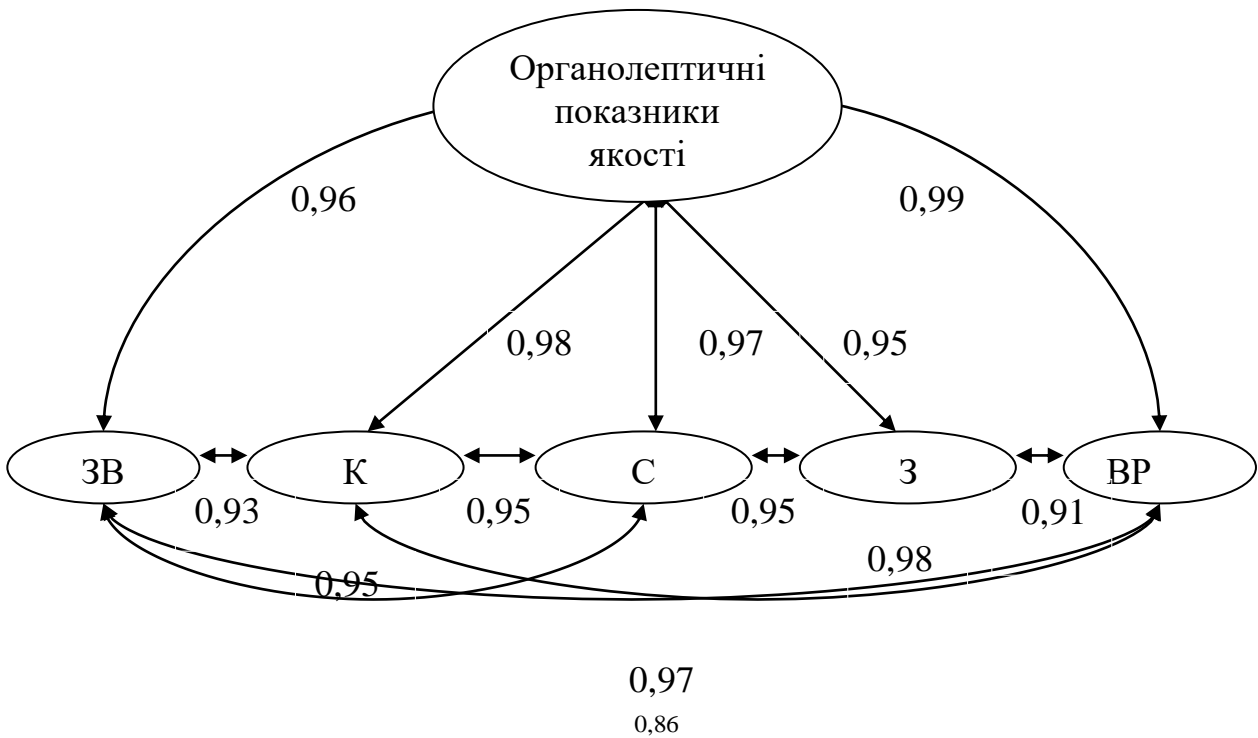 Органолептичні
показники
якості
0,96
0,99
0,98
0,97
0,95
ЗВ
К
С
З
ВР
0,93
0,95
0,95
0,91
0,98
0,95
0,97
0,86